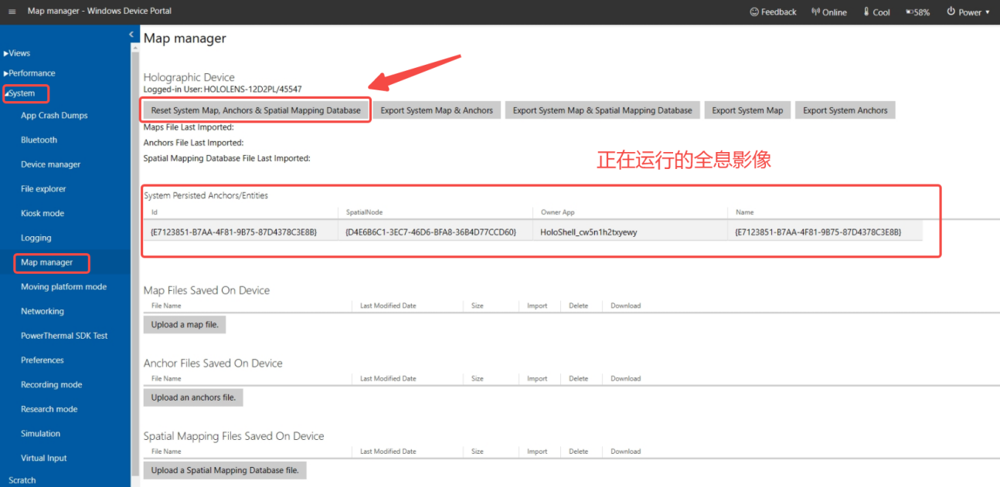 Map manager - Windows Device Portal
Feedback
Online
Cool
58%
Power
Views
Performance
System
App Crash Dumps
Bluetooth
Device manager
File explorer
Kiosk mode
Logging
Map manager
Moving platform mode
Networking
PowerThermal SDK Test
Preferences
Recording mode
Research mode
Simulation
Virtual Input
Scratch
Map manager
Holographic Device
Logged-in User: HOLOLENS-12D2PL/45547
Reset System Map, Anchors & Spatial Mapping Database
Export System Map & Anchors
Export System Map & Spatial Mapping Database
Export System Map
Export System Anchors
Maps File Last Imported:
Anchors File Last Imported:
Spatial Mapping Database File Last Imported:
正在运行的全息影像
System Persisted Anchors/Entities
Id SpatialNode Owner App Name
{E7123851-B7AA-4F81-9B75-87D4378C3E8B} {D4E6B6C1-3EC7-46D6-BFA8-36B4D77CCD60} HoloShell_cw5n1h2txyewy {E7123851-B7AA-4F81-9B75-87D4378C3E8B}
Map Files Saved On Device
File Name Last Modified Date Size Import Delete Download
Upload a map file.
Anchor Files Saved On Device
File Name Last Modified Date Size Import Delete Download
Upload an anchors file.
Spatial Mapping Files Saved On Device
File Name Last Modified Date Size Import Delete Download
Upload a Spatial Mapping Database file.